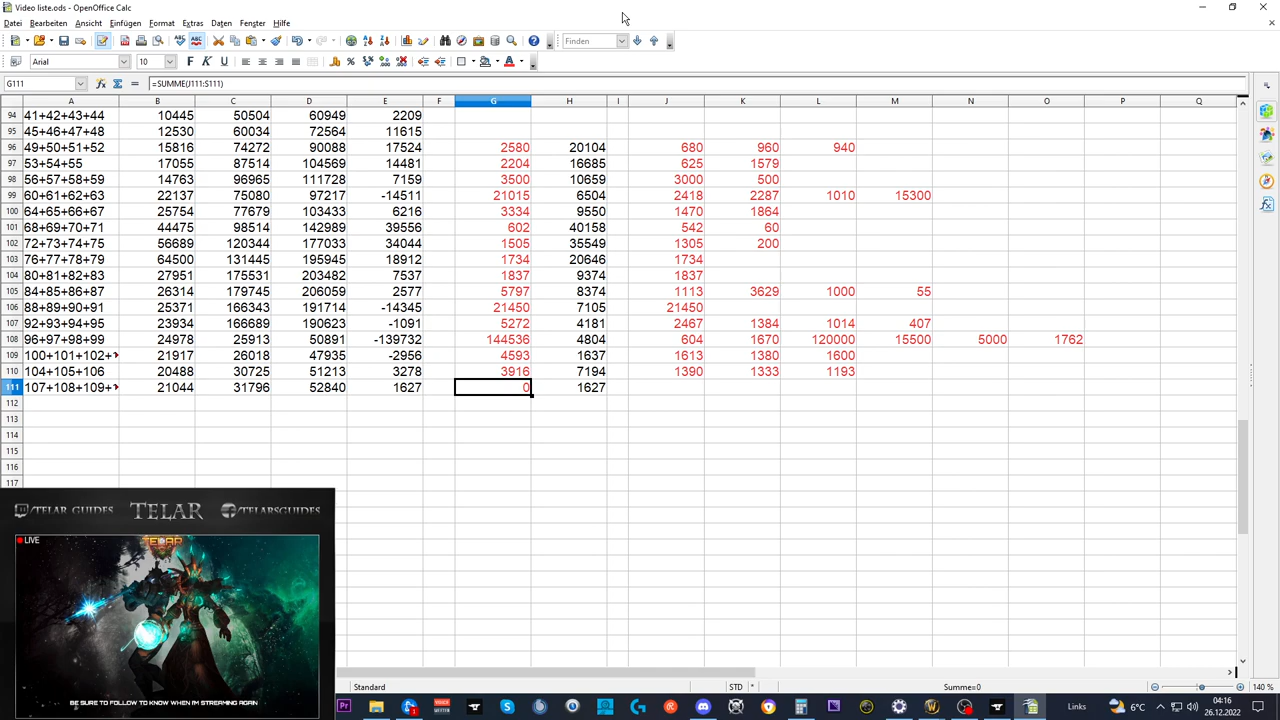 Video liste.ods - OpenOffice Calc
Datei Bearbeiten Ansicht Einfügen Format Extras Daten Fenster Hilfe
Finden
Arial 10 F K U
G111 =SUMME(J111:S111)
A B C D E F G H I J K L M N O P Q
94 41+42+43+44 10445 50504 60949 2209
95 45+46+47+48 12530 60034 72564 11615
96 49+50+51+52 15816 74272 90088 17524 2580 20104 680 960 940
97 53+54+55 17055 87514 104569 14481 2204 16685 625 1579
98 56+57+58+59 14763 96965 111728 7159 3500 10659 3000 500
99 60+61+62+63 22137 75080 97217 -14511 21015 6504 2418 2287 1010 15300
100 64+65+66+67 25754 77679 103433 6216 3334 9550 1470 1864
101 68+69+70+71 44475 98514 142989 39556 602 40158 542 60
102 72+73+74+75 56689 120344 177033 34044 1505 35549 1305 200
103 76+77+78+79 64500 131445 195945 18912 1734 20646 1734
104 80+81+82+83 27951 175531 203482 7537 1837 9374 1837
105 84+85+86+87 26314 179745 206059 2577 5797 8374 1113 3629 1000 55
106 88+89+90+91 25371 166343 191714 -14345 21450 7105 21450
107 92+93+94+95 23934 166689 190623 -1091 5272 4181 2467 1384 1014 407
108 96+97+98+99 24978 25913 50891 -139732 144536 4804 604 1670 120000 15500 5000 1762
109 100+101+102+ 21917 26018 47935 -2956 4593 1637 1613 1380 1600
110 104+105+106 20488 30725 51213 3278 3916 7194 1390 1333 1193
111 107+108+109+ 21044 31796 52840 1627 0 1627
112
113
114
115
116
117
/TELAR GUIDES TELAR /TELARSGUIDES
LIVE
TELAR
BE SURE TO FOLLOW TO KNOW WHEN I'M STREAMING AGAIN
Standard STD * Summe=0 140 %
Links 04:16
26.12.2022